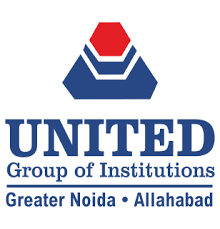 UNITED
Group of Institutions
Greater Noida • Allahabad